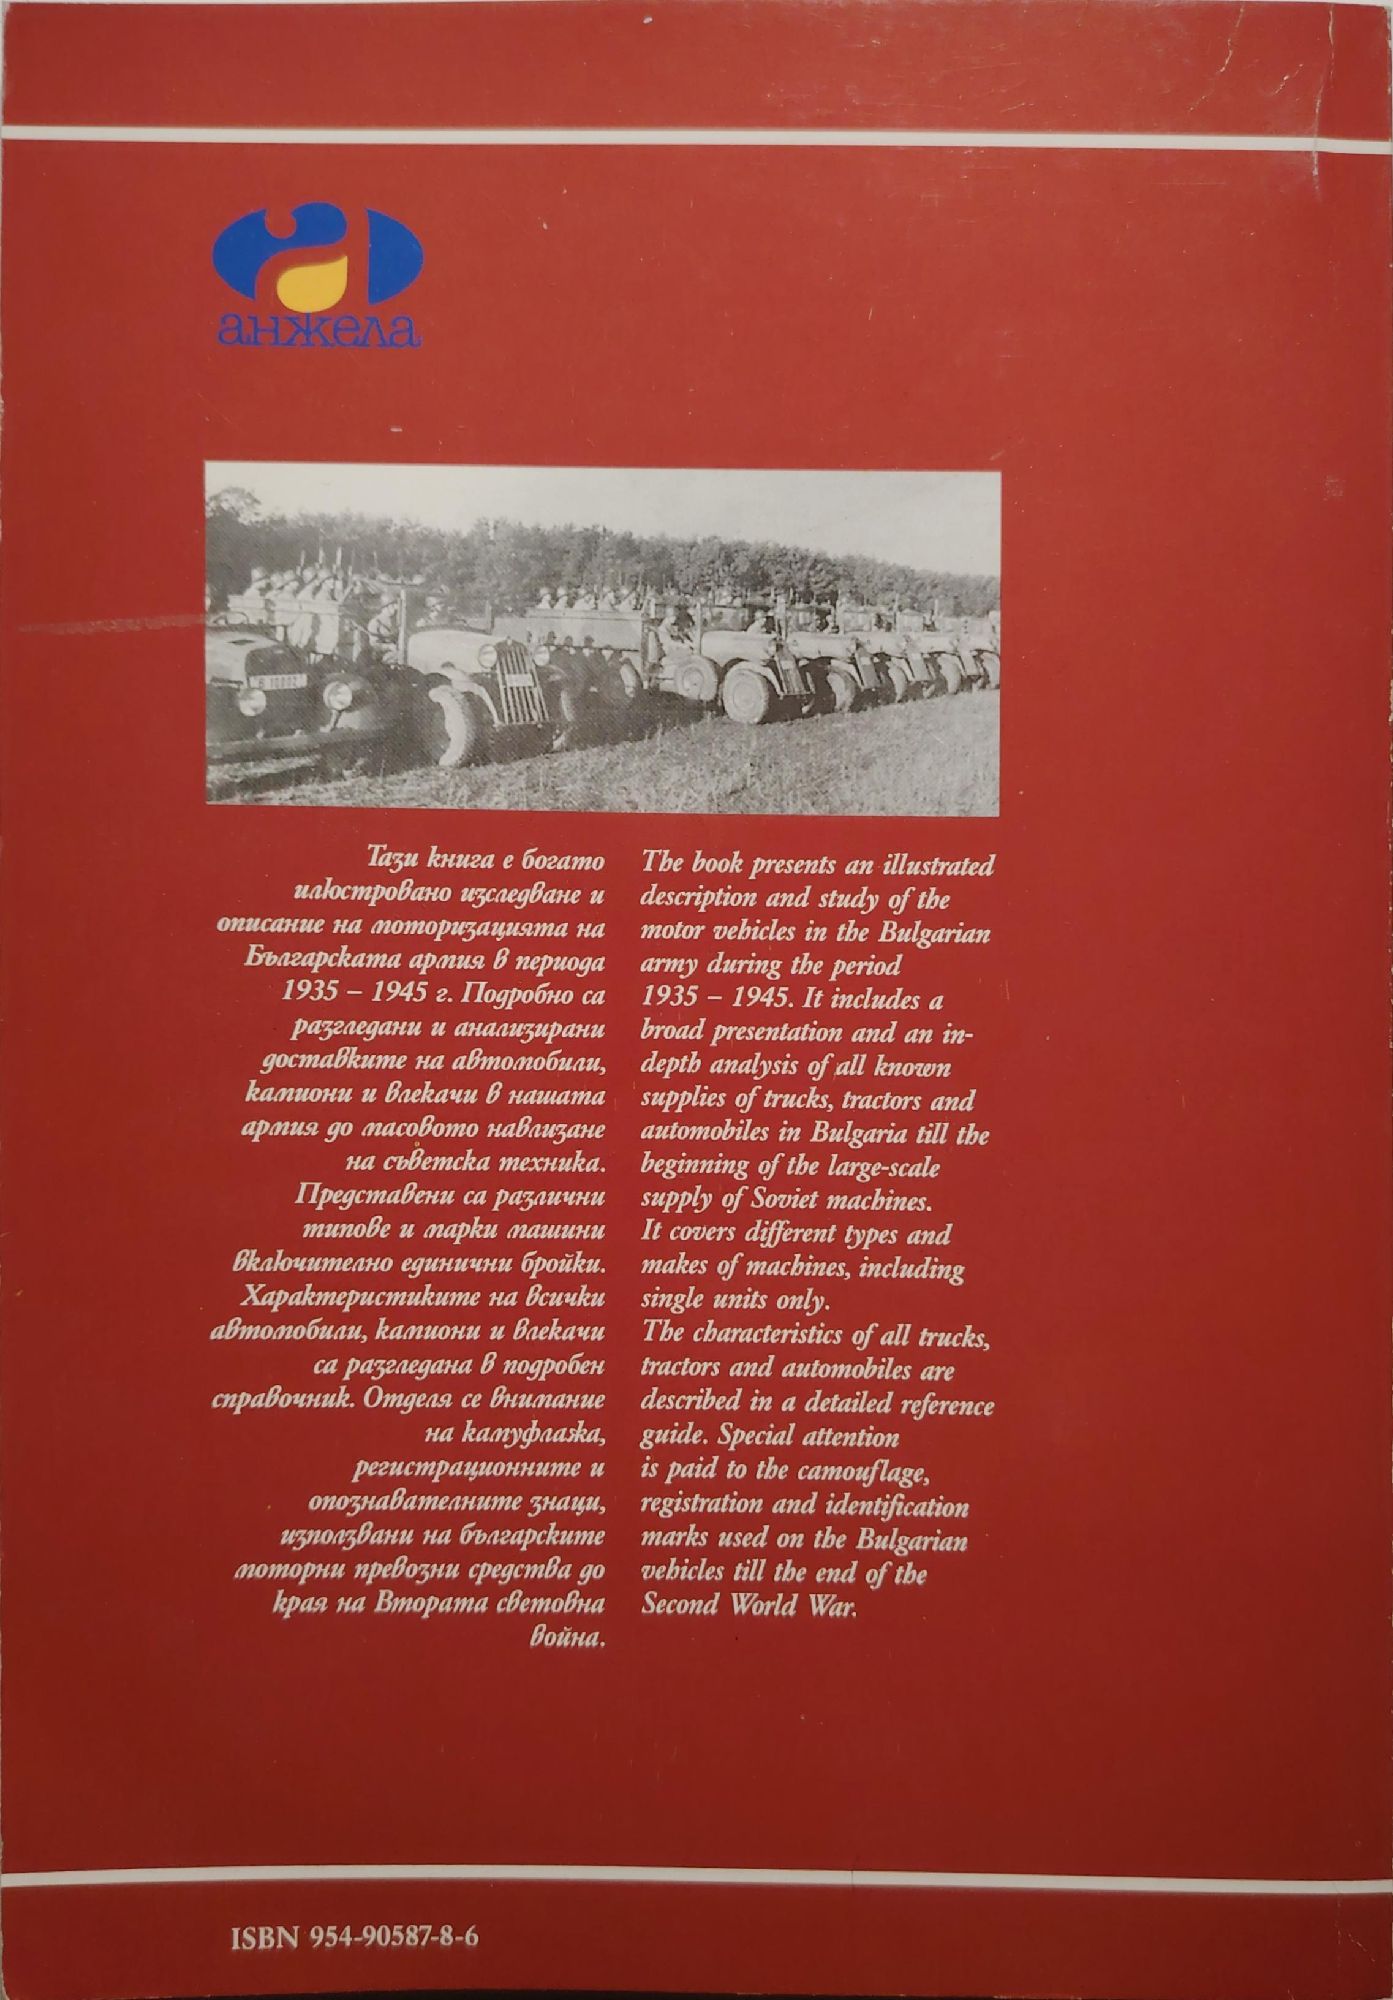 анжела
В 10002
Тази книга е богато
илюстровано изследване и
описание на моторизацията на
Българската армия в периода
1935 – 1945 г. Подробно са
разгледани и анализирани
доставките на автомобили,
камиони и влекачи в нашата
армия до масовото навлизане
на съветска техника.
Представени са различни
типове и марки машини
включително единични бройки.
Характеристиките на всички
автомобили, камиони и влекачи
са разгледана в подробен
справочник. Отделя се внимание
на камуфлажа,
регистрационните и
опознавателните знаци,
използвани на българските
моторни превозни средства до
края на Втората световна
война.
The book presents an illustrated
description and study of the
motor vehicles in the Bulgarian
army during the period
1935 – 1945. It includes a
broad presentation and an in-
depth analysis of all known
supplies of trucks, tractors and
automobiles in Bulgaria till the
beginning of the large-scale
supply of Soviet machines.
It covers different types and
makes of machines, including
single units only.
The characteristics of all trucks,
tractors and automobiles are
described in a detailed reference
guide. Special attention
is paid to the camouflage,
registration and identification
marks used on the Bulgarian
vehicles till the end of the
Second World War.
ISBN 954-90587-8-6